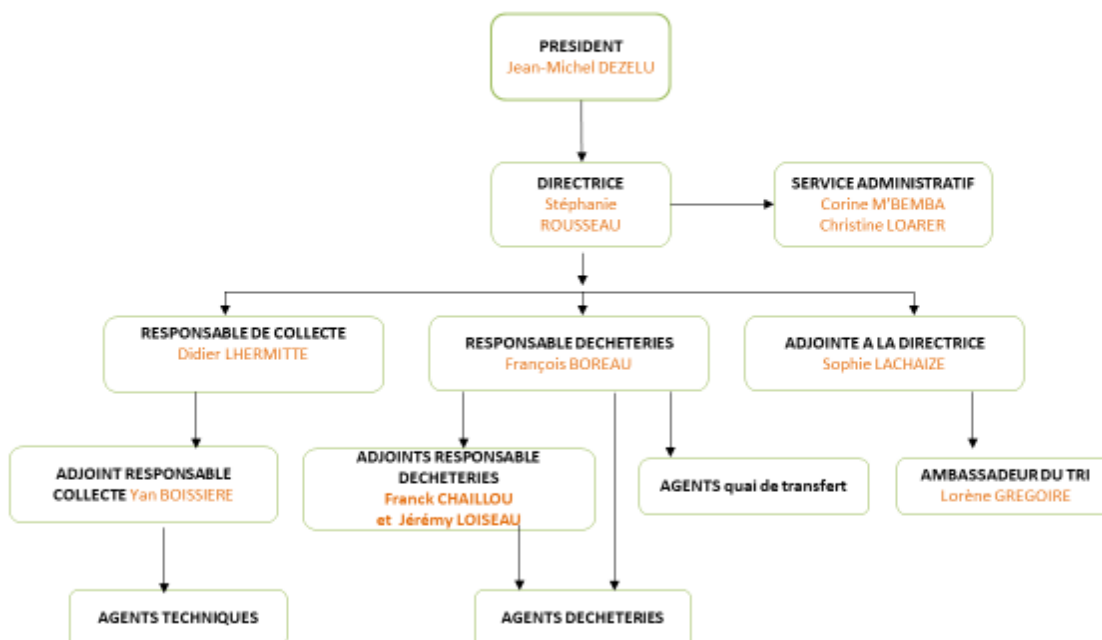 PRESIDENT
Jean-Michel DEZELU
DIRECTRICE
Stéphanie
ROUSSEAU
SERVICE ADMINISTRATIF
Corine M'BEMBA
Christine LOARER
RESPONSABLE DE COLLECTE
Didier LHERMITTE
RESPONSABLE DECHETERIES
François BOREAU
ADJOINTE A LA DIRECTRICE
Sophie LACHAIZE
ADJOINT RESPONSABLE
COLLECTE Yan BOISSIERE
ADJOINTS RESPONSABLE
DECHETERIES
Franck CHAILLOU
et Jérémy LOISEAU
AGENTS quai de transfert
AMBASSADEUR DU TRI
Lorène GREGOIRE
AGENTS TECHNIQUES
AGENTS DECHETERIES